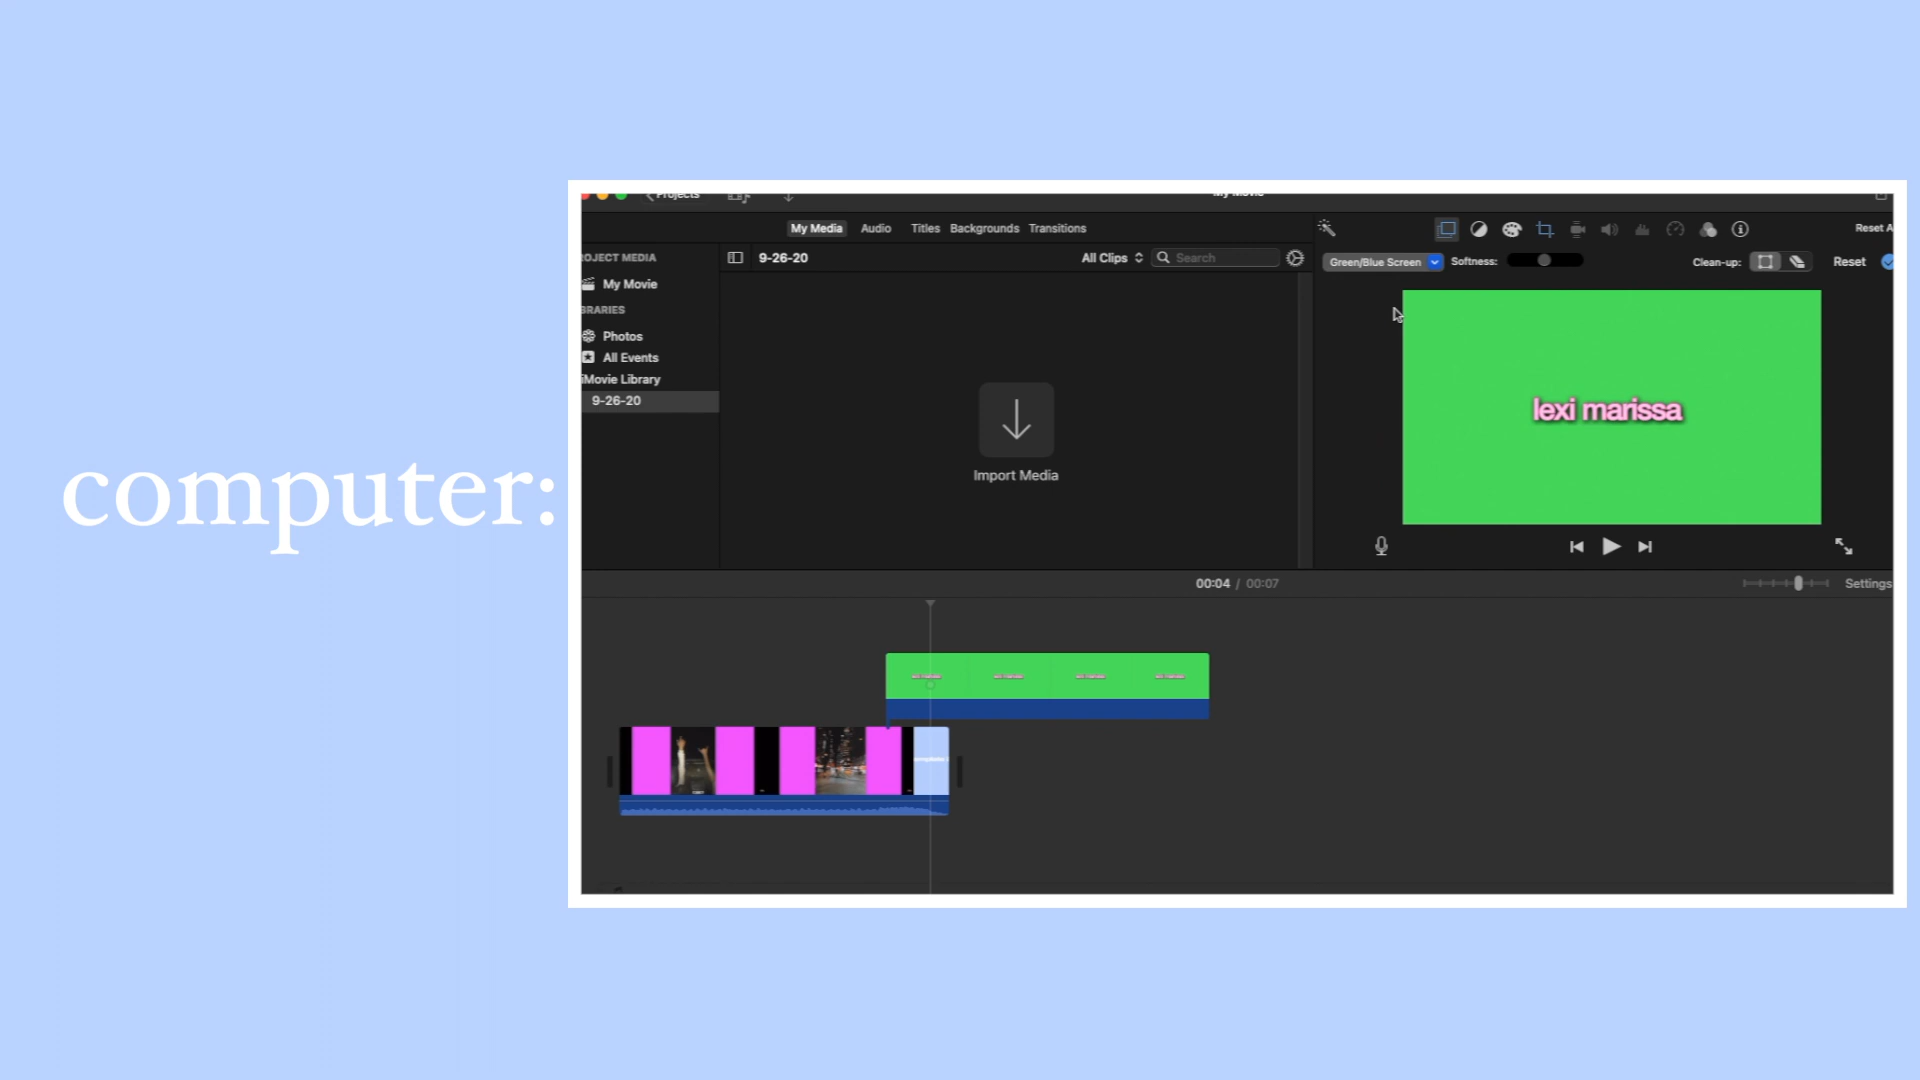 computer:
Projects
My Movie
My Media Audio Titles Backgrounds Transitions
Reset A
OJECT MEDIA
9-26-20
All Clips
Search
Green/Blue Screen
Softness:
Clean-up:
Reset
My Movie
BRARIES
Photos
All Events
iMovie Library
9-26-20
Import Media
lexi marissa
00:04 / 00:07
Settings